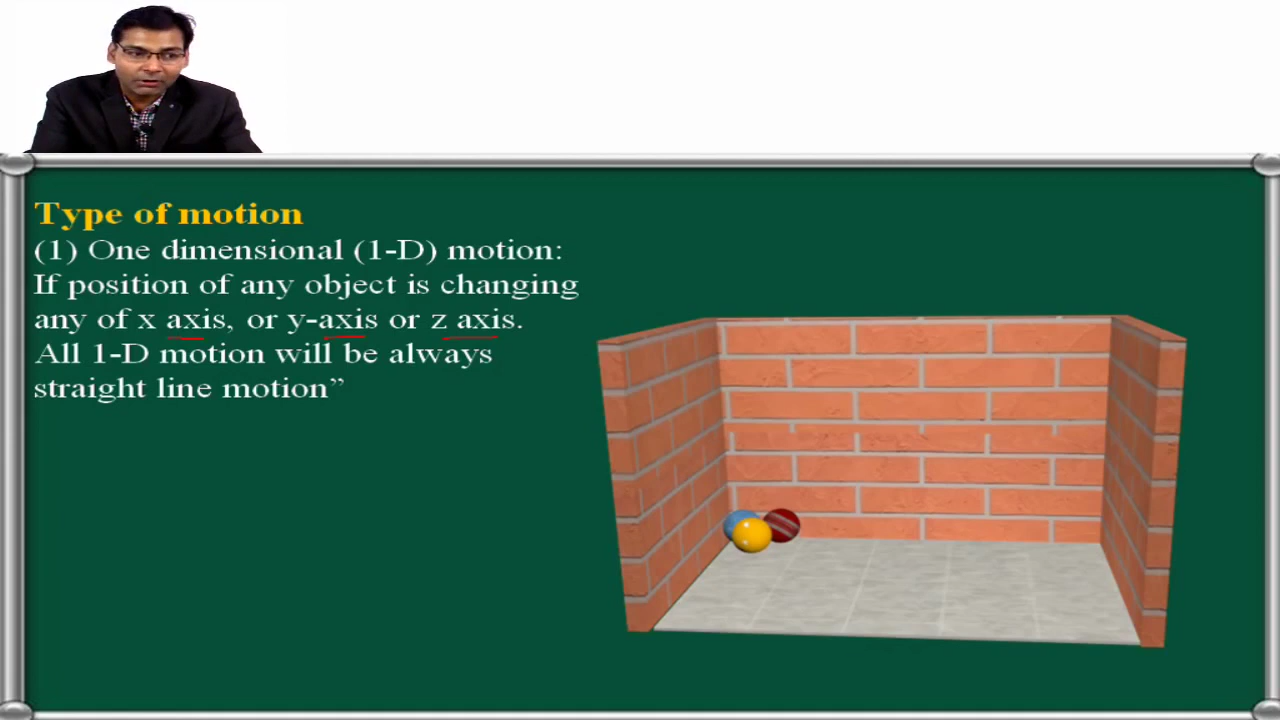 Type of motion
(1) One dimensional (1-D) motion:
If position of any object is changing
any of x axis, or y-axis or z axis.
All 1-D motion will be always
straight line motion”